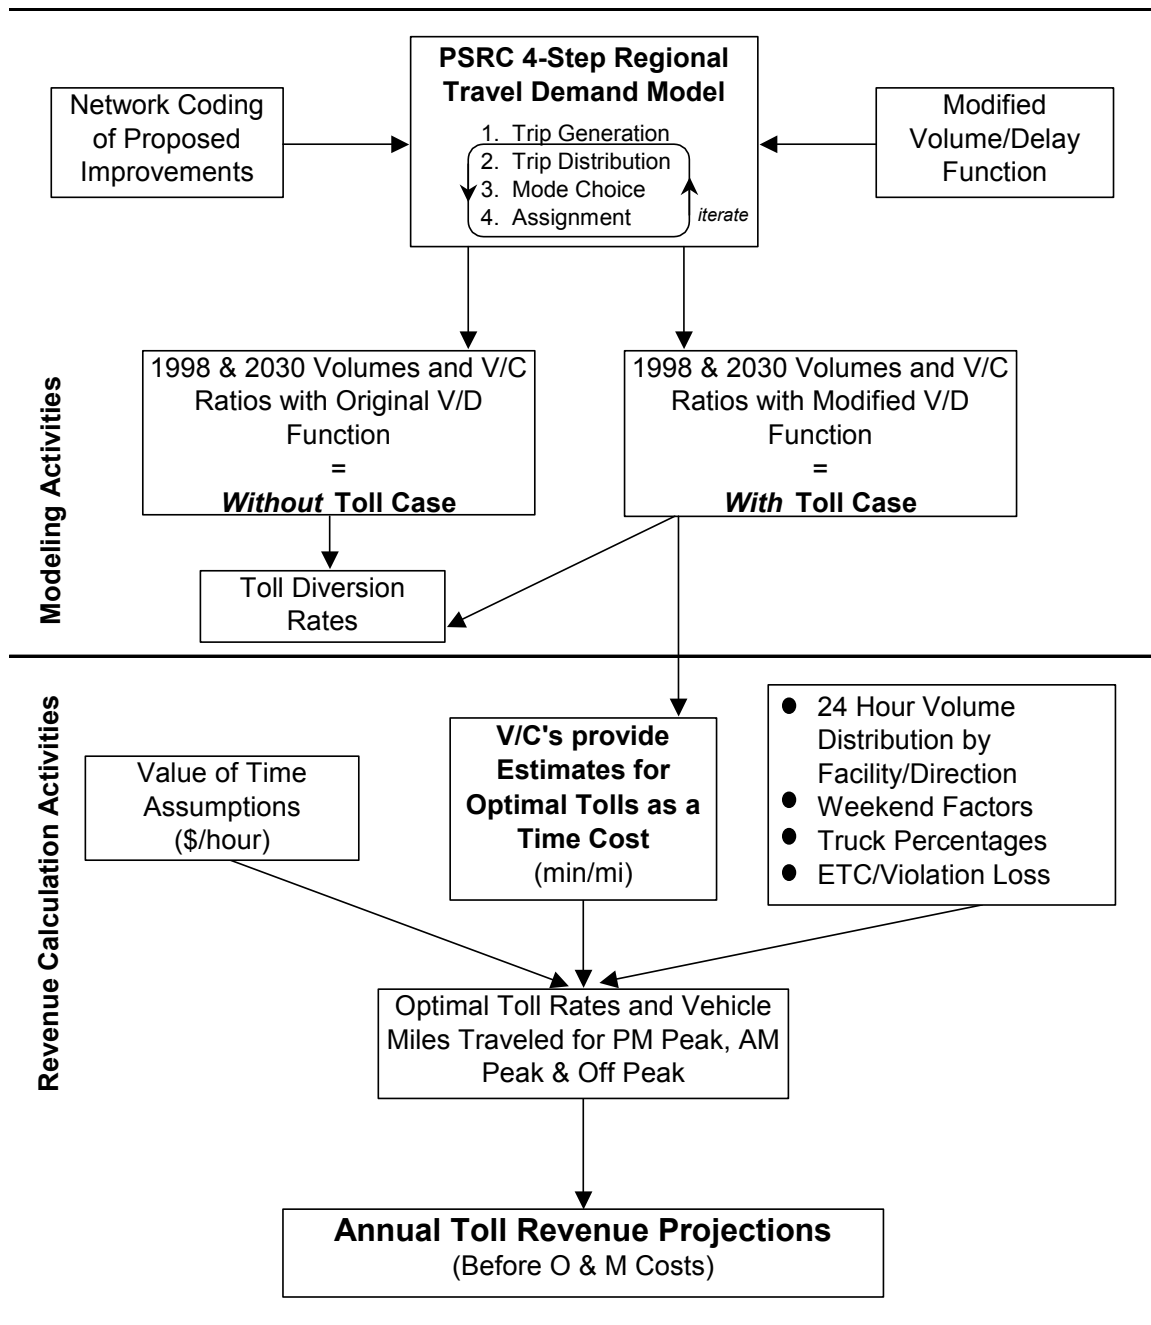 PSRC 4-Step Regional
Travel Demand Model
1. Trip Generation
2. Trip Distribution
3. Mode Choice
4. Assignment
iterate
Network Coding
of Proposed
Improvements
Modified
Volume/Delay
Function
Modeling Activities
1998 & 2030 Volumes and V/C
Ratios with Original V/D
Function
=
Without Toll Case
1998 & 2030 Volumes and V/C
Ratios with Modified V/D
Function
=
With Toll Case
Toll Diversion
Rates
Revenue Calculation Activities
Value of Time
Assumptions
($/hour)
V/C's provide
Estimates for
Optimal Tolls as a
Time Cost
(min/mi)
● 24 Hour Volume
Distribution by
Facility/Direction
● Weekend Factors
● Truck Percentages
● ETC/Violation Loss
Optimal Toll Rates and Vehicle
Miles Traveled for PM Peak, AM
Peak & Off Peak
Annual Toll Revenue Projections
(Before O & M Costs)